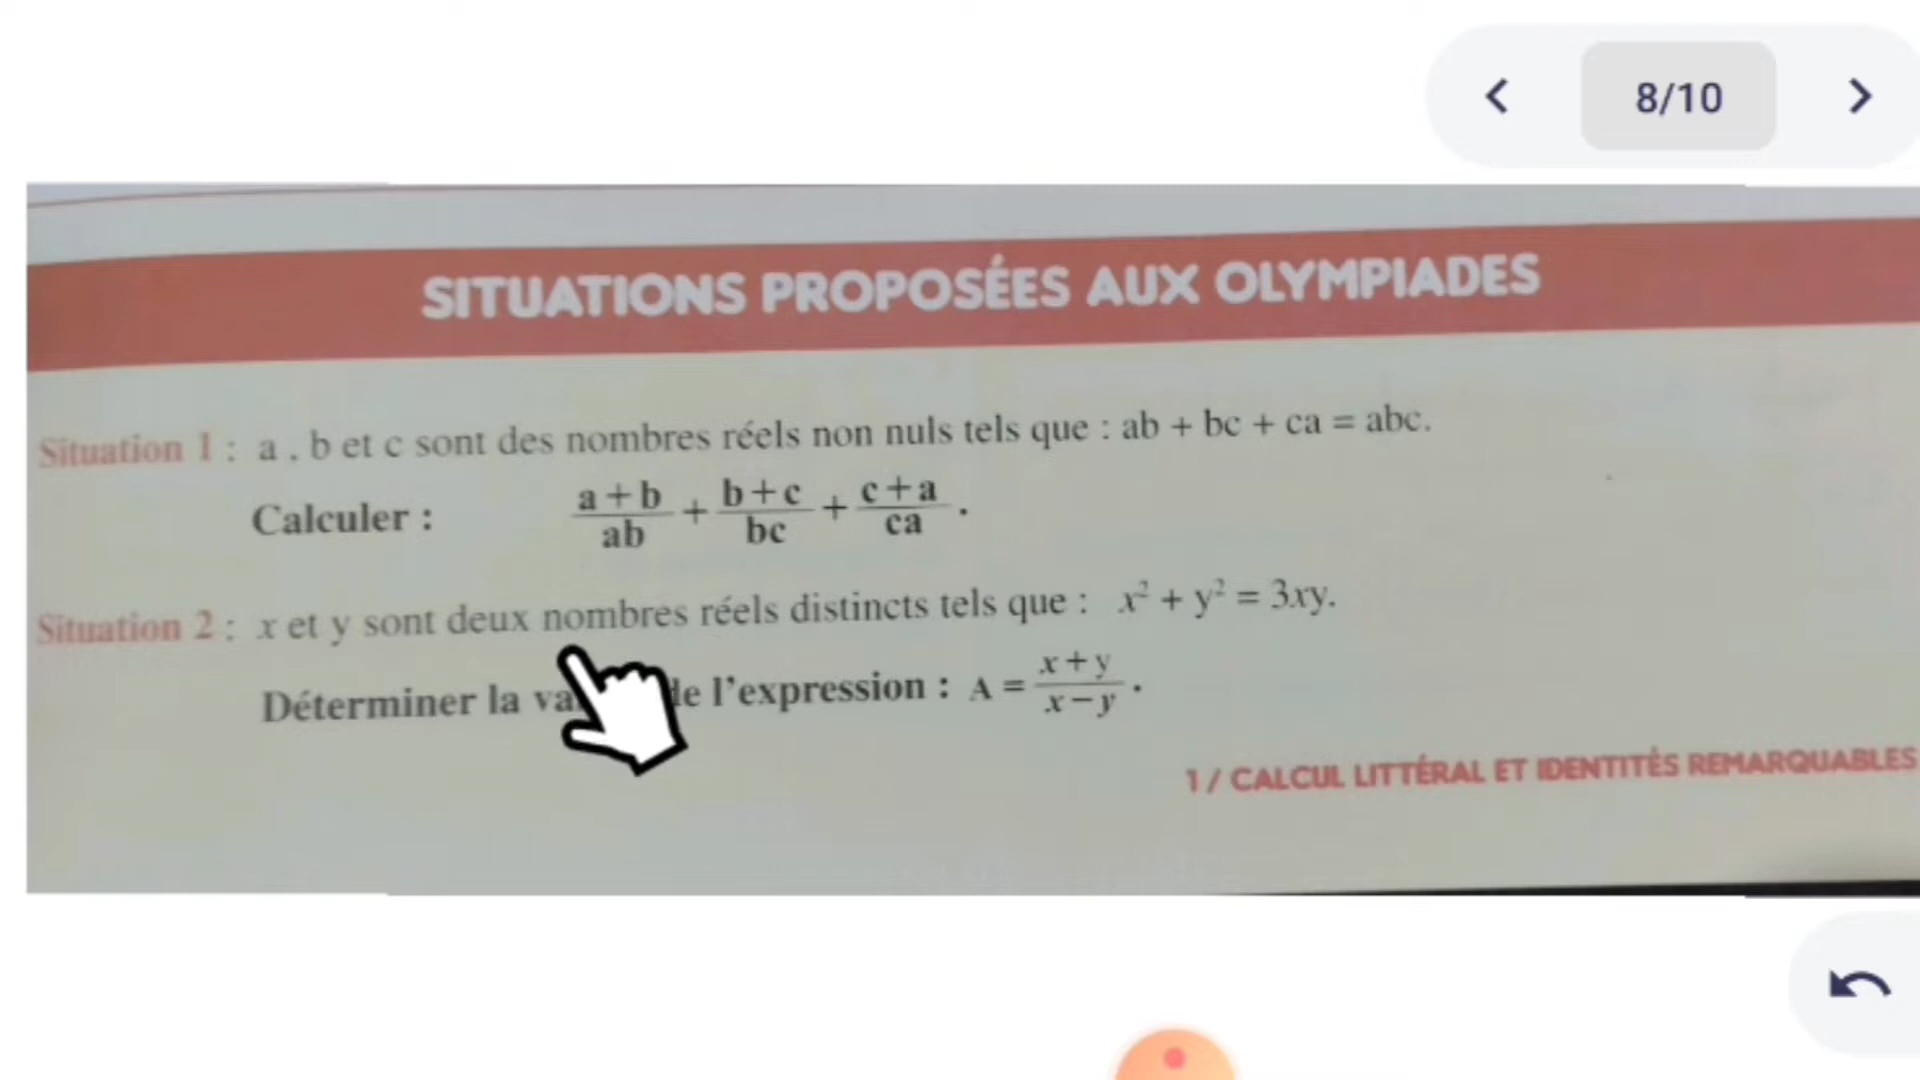 8/10
SITUATIONS PROPOSÉES AUX OLYMPIADES
Situation 1 : a , b et c sont des nombres réels non nuls tels que : ab + bc + ca = abc.
Calculer : (a+b)/ab + (b+c)/bc + (c+a)/ca .
Situation 2 : x et y sont deux nombres réels distincts tels que : x² + y² = 3xy.
Déterminer la l'expression : A = (x+y)/(x−y) .
1 / CALCUL LITTÉRAL ET IDENTITÉS REMARQUABLES